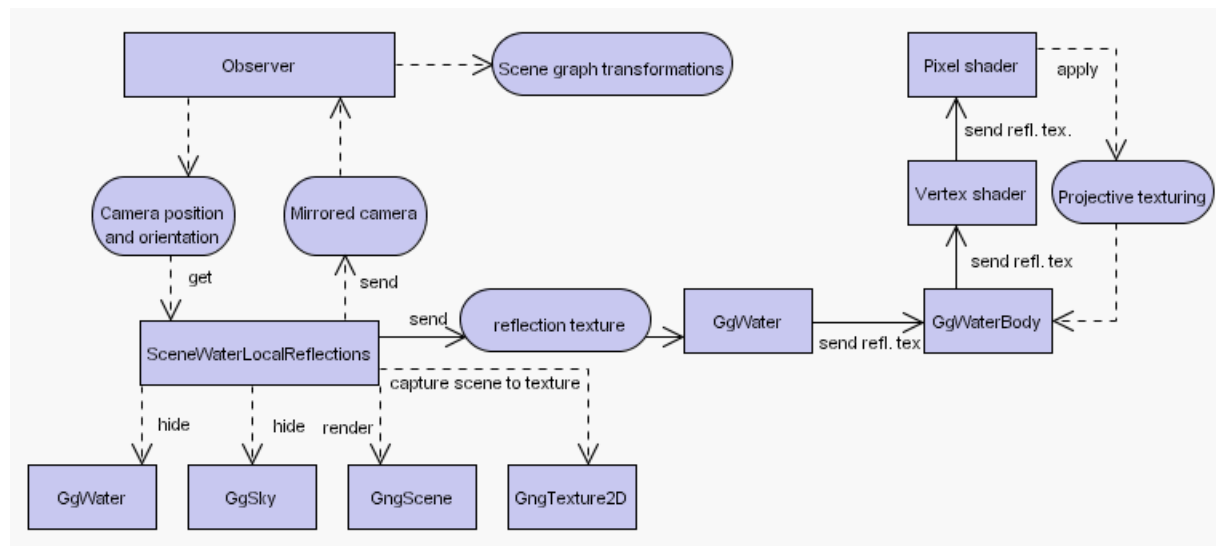 Observer
Scene graph transformations
Pixel shader
apply
send refl. tex.
Camera position
and orientation
Mirrored camera
Vertex shader
Projective texturing
get
send
send refl. tex
SceneWaterLocalReflections
send
reflection texture
GgWater
send refl. tex
GgWaterBody
capture scene to texture
hide
hide
render
GgWater
GgSky
GngScene
GngTexture2D